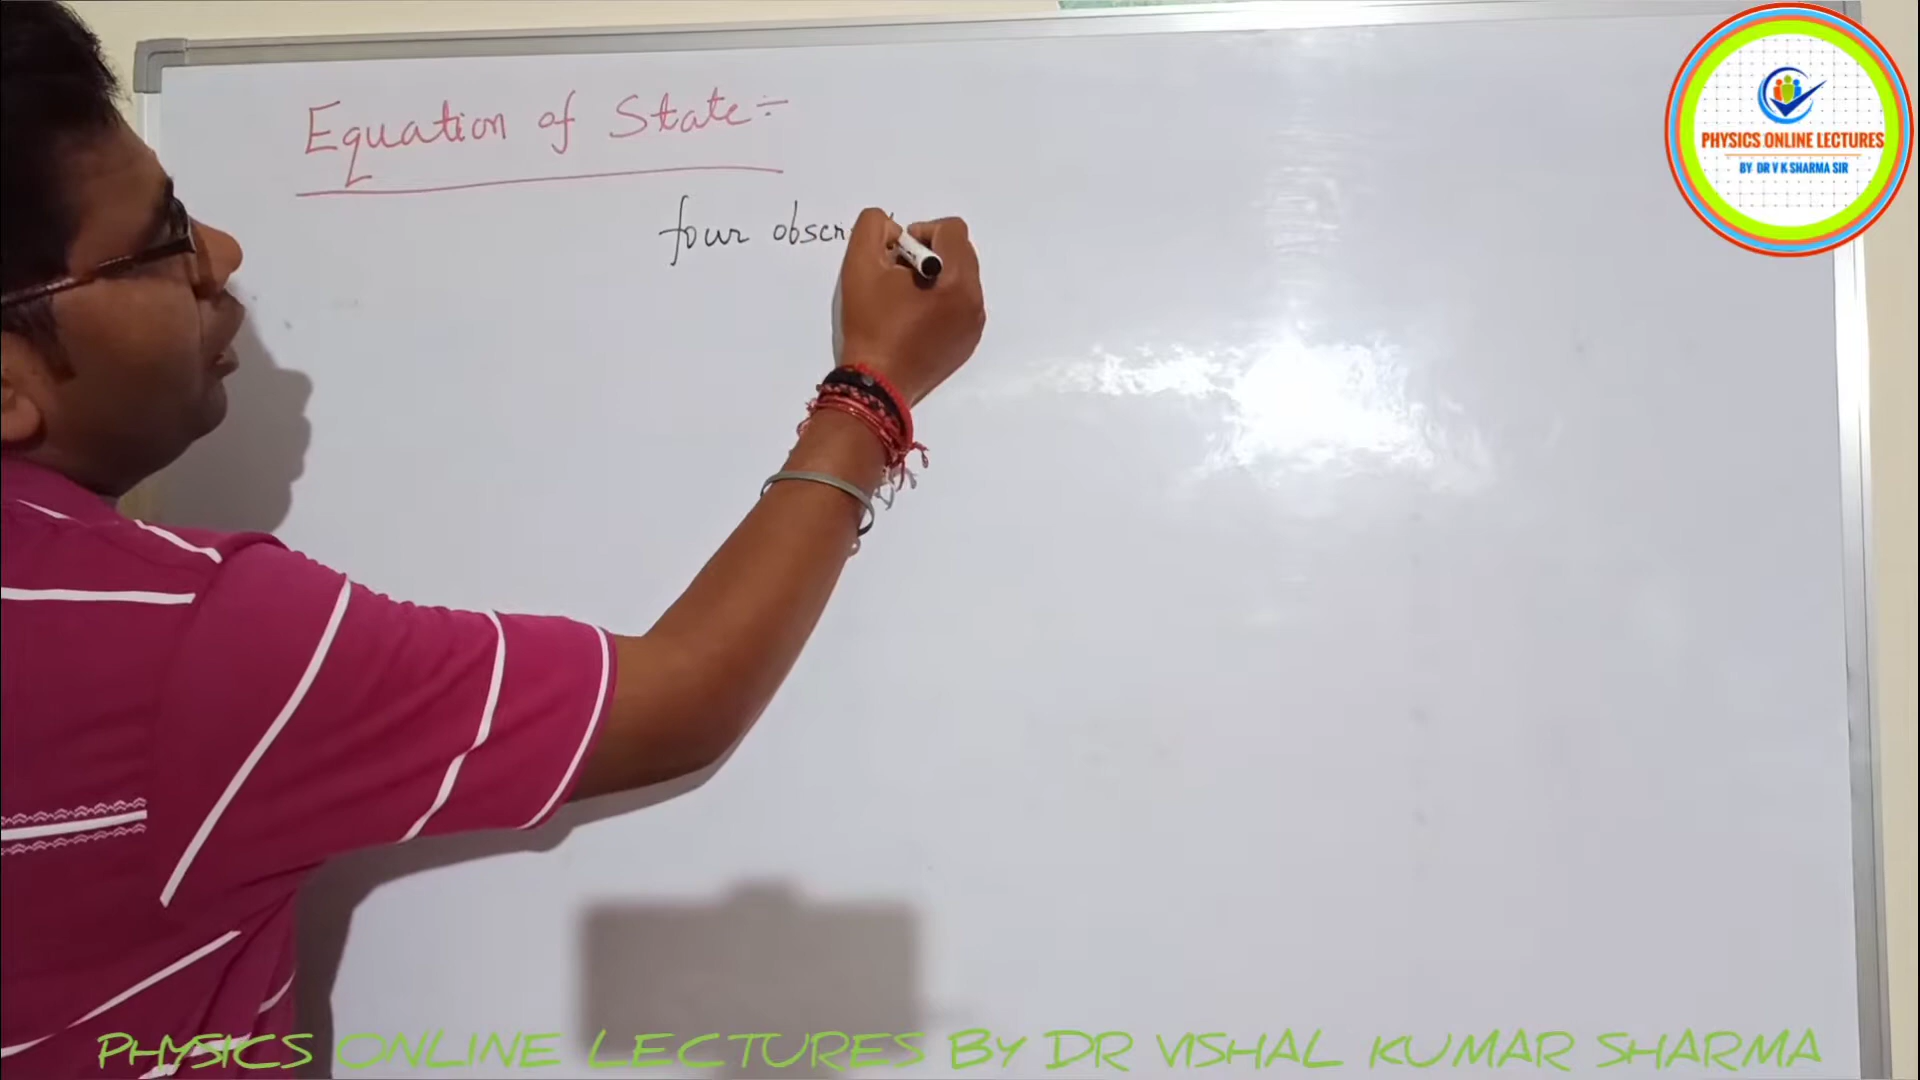 Equation of State:-
four obser
PHYSICS ONLINE LECTURES
BY DR V K SHARMA SIR
PHYSICS ONLINE LECTURES BY DR VISHAL KUMAR SHARMA